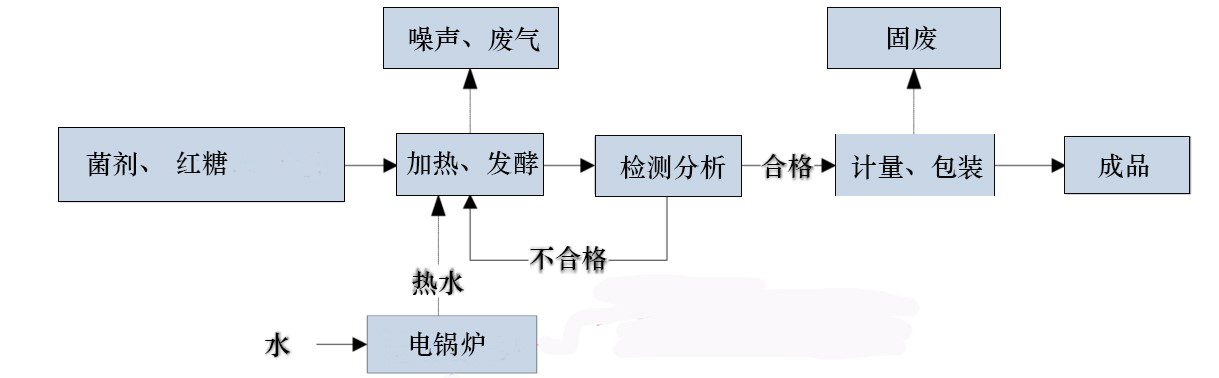 噪声、废气
固废
菌剂、 红糖
加热、发酵
检测分析
合格
计量、包装
成品
不合格
热水
水
电锅炉